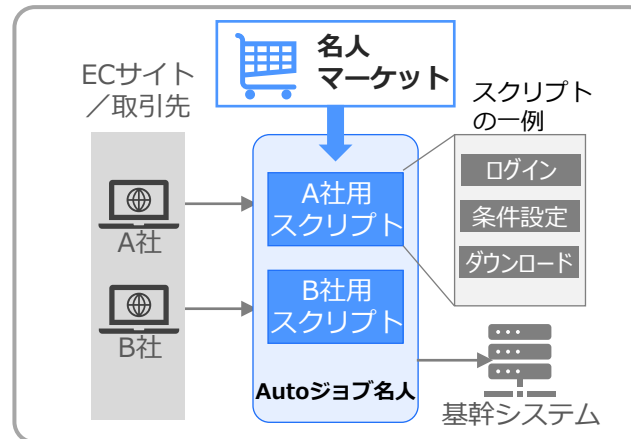 名人
マーケット
ECサイト
／取引先
A社
B社
A社用
スクリプト
B社用
スクリプト
Autoジョブ名人
スクリプト
の一例
ログイン
条件設定
ダウンロード
基幹システム